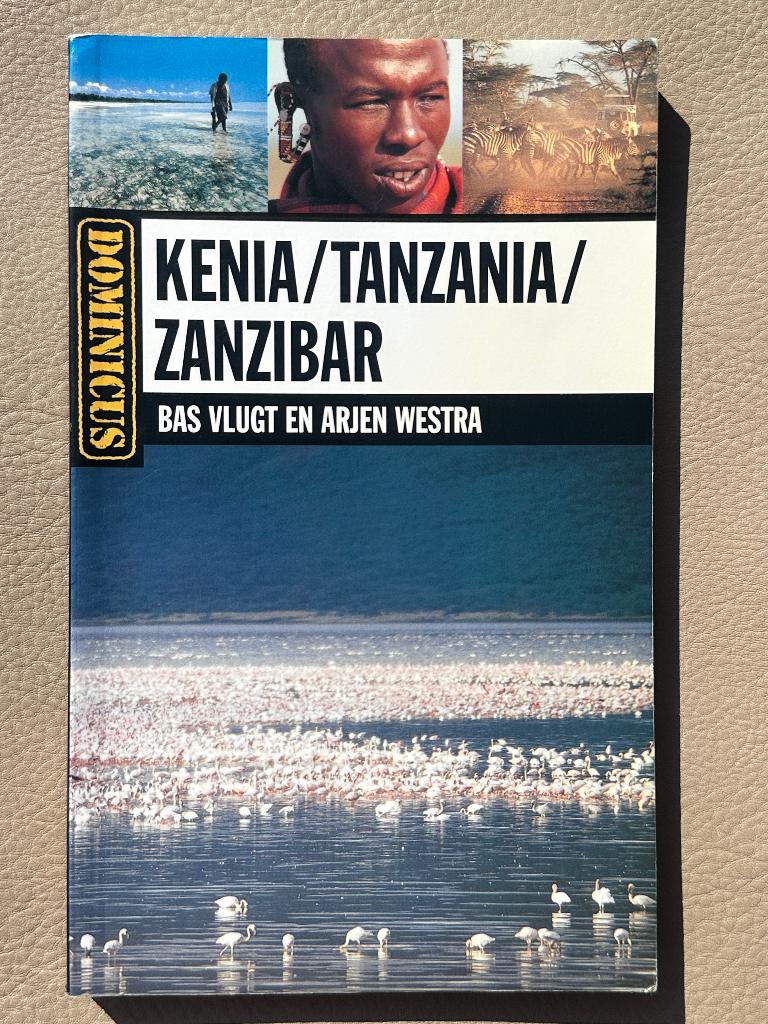 DOMINICUS
KENIA/TANZANIA/
ZANZIBAR
BAS VLUGT EN ARJEN WESTRA